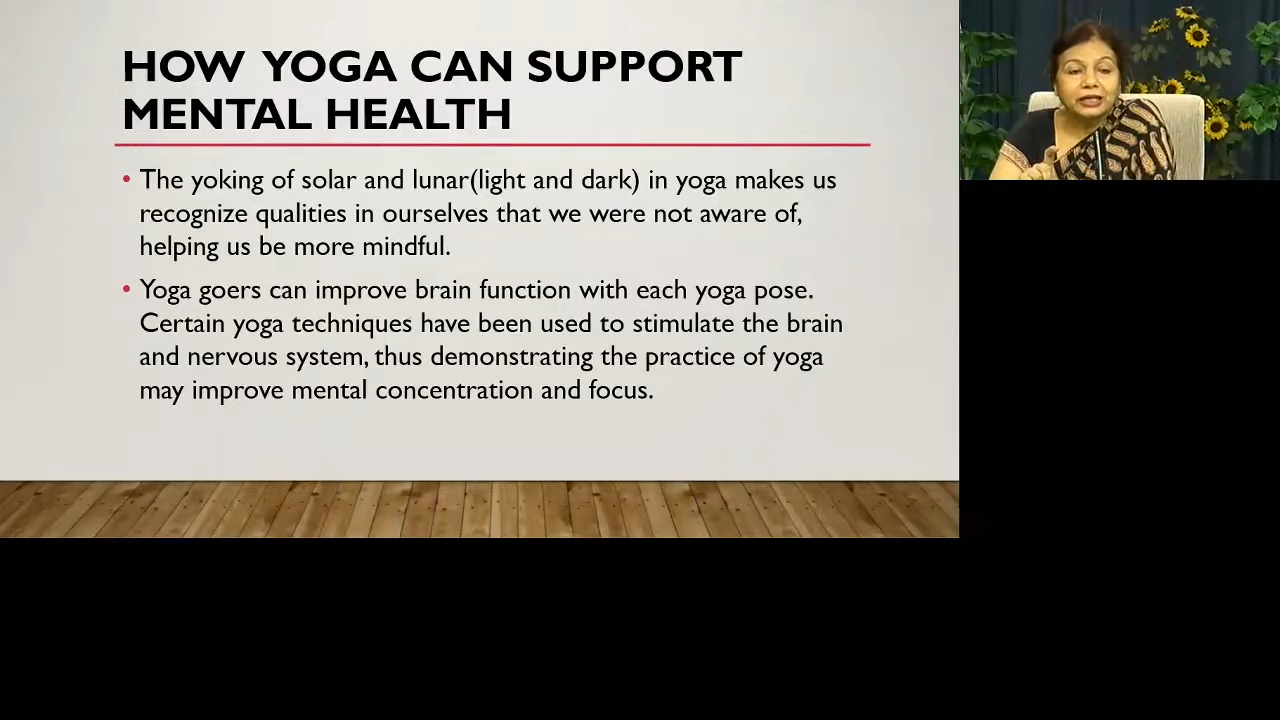 HOW YOGA CAN SUPPORT
MENTAL HEALTH
• The yoking of solar and lunar(light and dark) in yoga makes us
recognize qualities in ourselves that we were not aware of,
helping us be more mindful.
• Yoga goers can improve brain function with each yoga pose.
Certain yoga techniques have been used to stimulate the brain
and nervous system, thus demonstrating the practice of yoga
may improve mental concentration and focus.